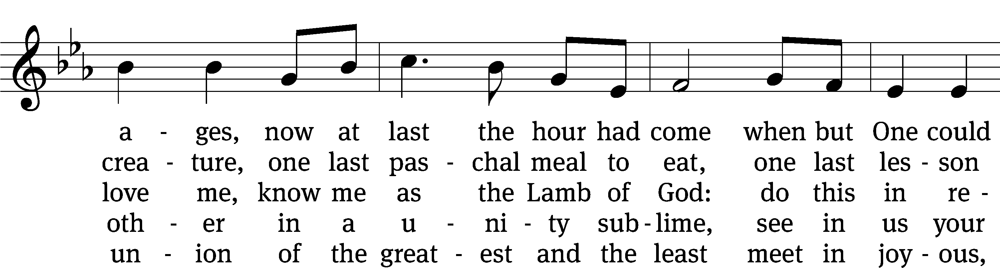 a - ges, now at last the hour had come when but One could
crea - ture, one last pas - chal meal to eat, one last les - son
love me, know me as the Lamb of God: do this in re -
oth - er in a u - ni - ty sub - lime, see in us your
un - ion of the great - est and the least meet in joy - ous,